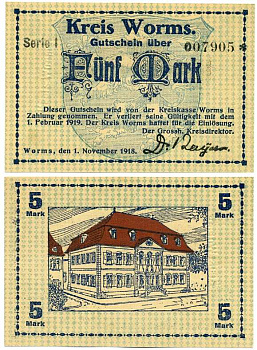 Kreis Worms.
Serie I
Gutschein über
007905 *
Fünf Mark
Dieser Gutschein wird von der Kreiskasse Worms in
Zahlung genommen. Er verliert seine Gültigkeit mit dem
1. Februar 1919. Der Kreis Worms haftet für die Einlösung.
Der Grossh. Kreisdirektor.
Worms, den 1. November 1918.
5 5
Mark Mark
5 5
Mark Mark